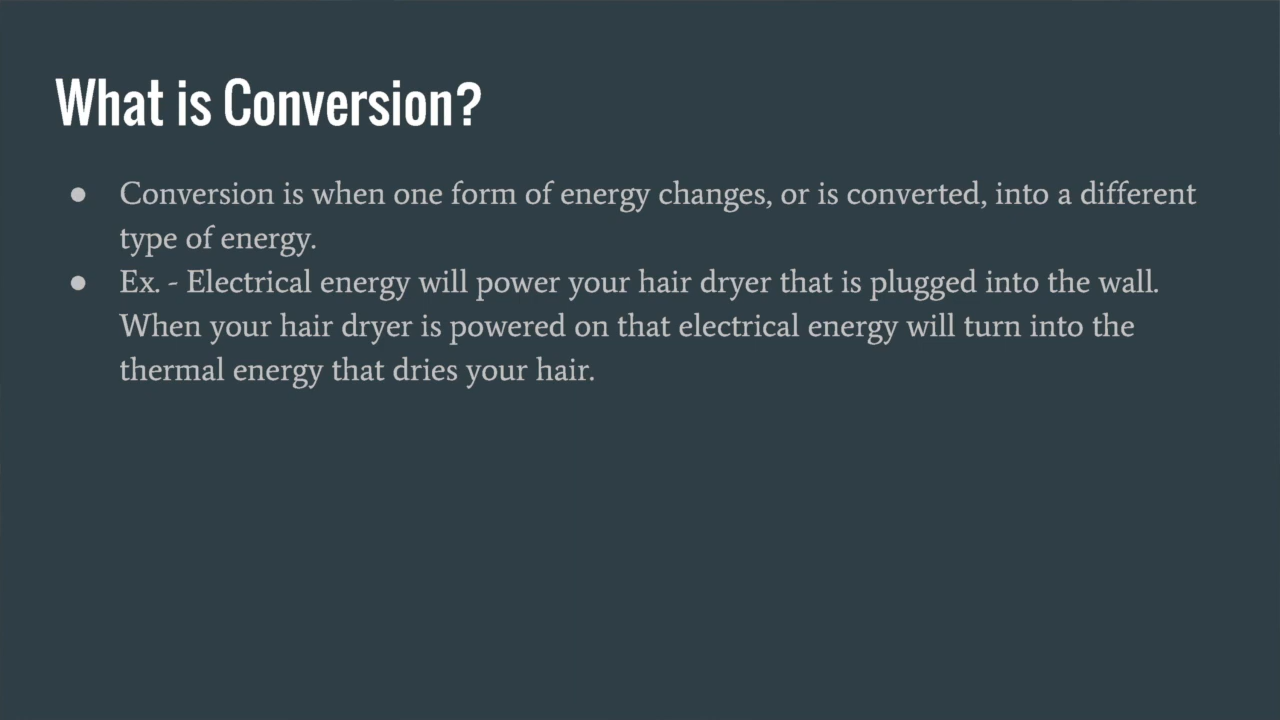 What is Conversion?
● Conversion is when one form of energy changes, or is converted, into a different
type of energy.
● Ex. - Electrical energy will power your hair dryer that is plugged into the wall.
When your hair dryer is powered on that electrical energy will turn into the
thermal energy that dries your hair.